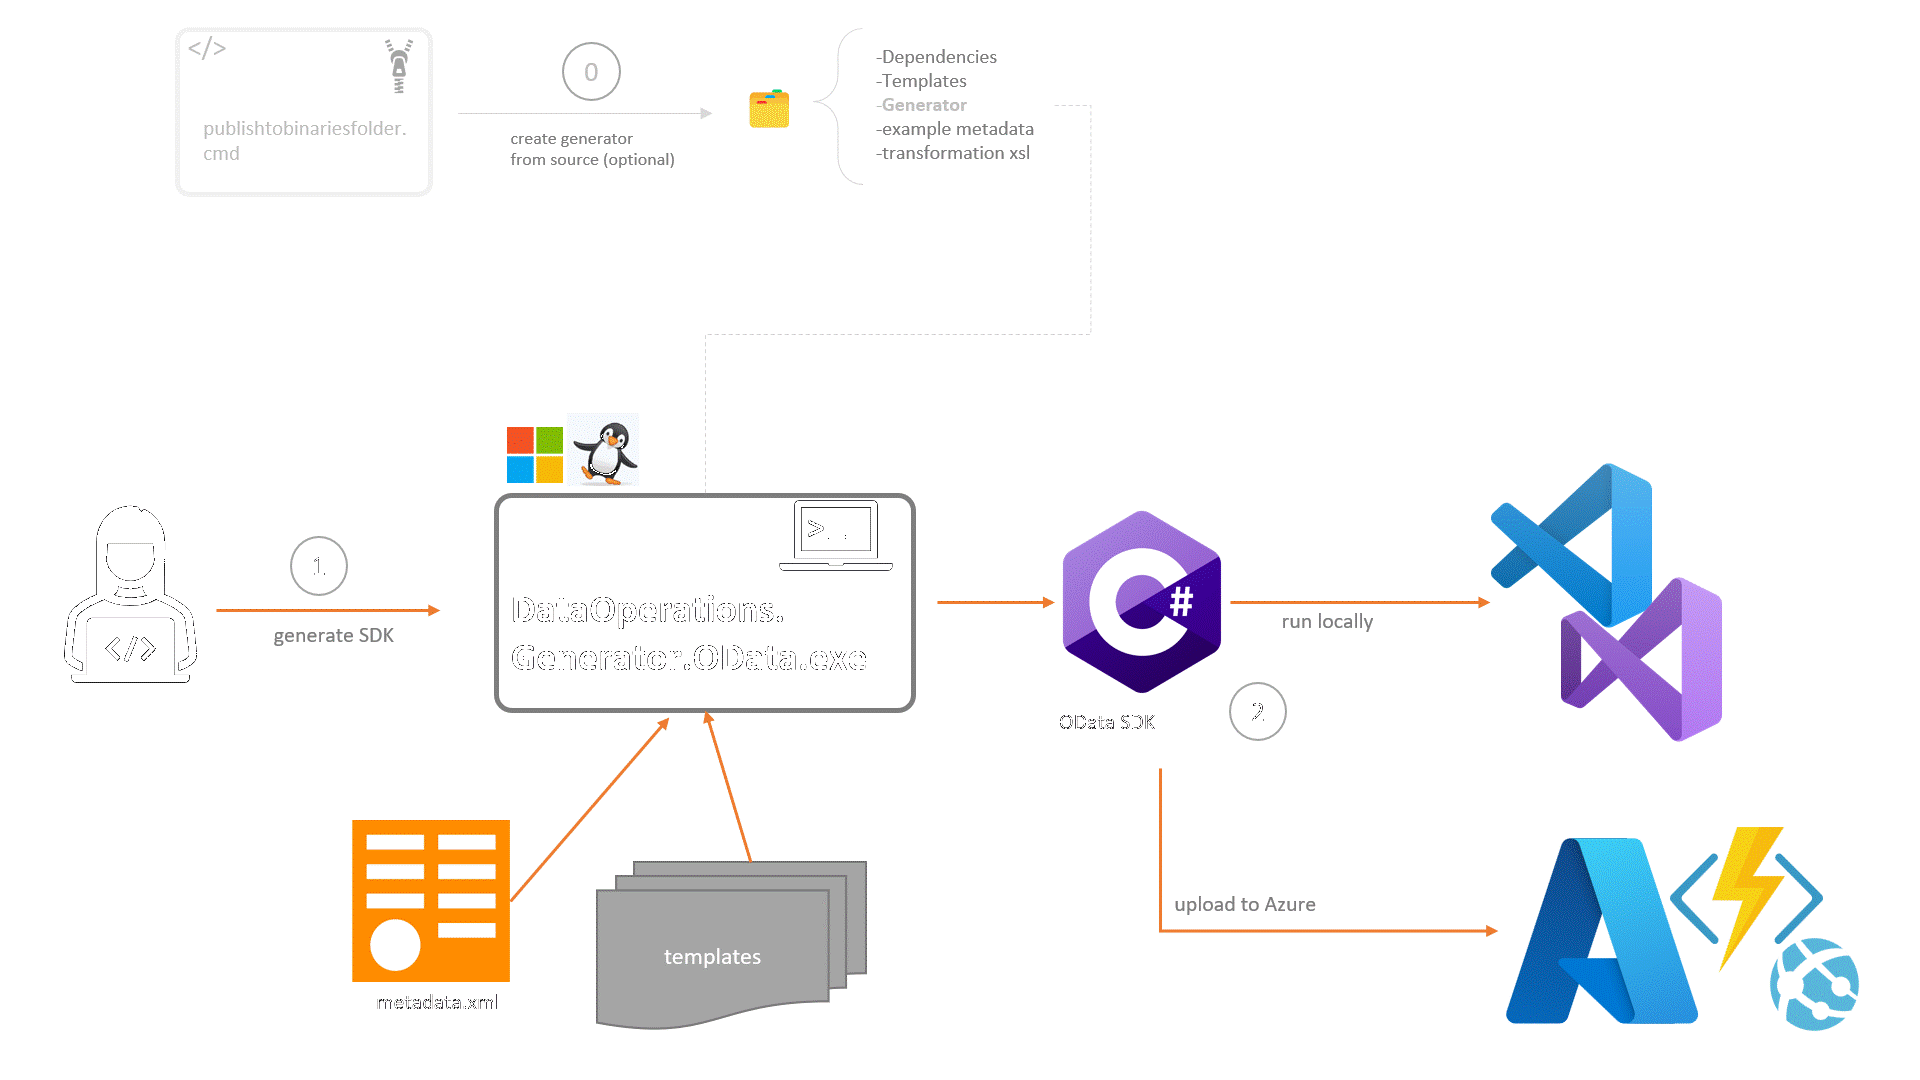 </>
publishtobinariesfolder.
cmd
0
create generator
from source (optional)
-Dependencies
-Templates
-Generator
-example metadata
-transformation xsl
>_ :
DataOperations.
Generator.OData.exe
</>
1
generate SDK
C#
run locally
OData SDK
2
upload to Azure
templates
metadata.xml